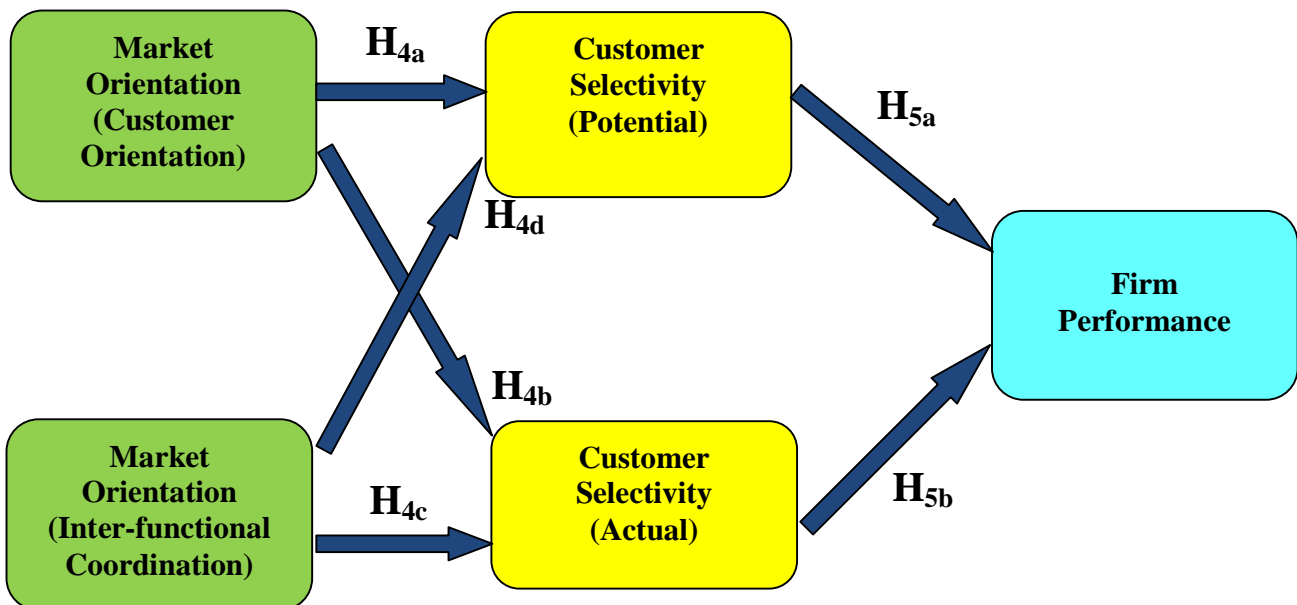 Market
Orientation
(Customer
Orientation)
H4a
Customer
Selectivity
(Potential)
H5a
H4d
Firm
Performance
H4b
Market
Orientation
(Inter-functional
Coordination)
H4c
Customer
Selectivity
(Actual)
H5b